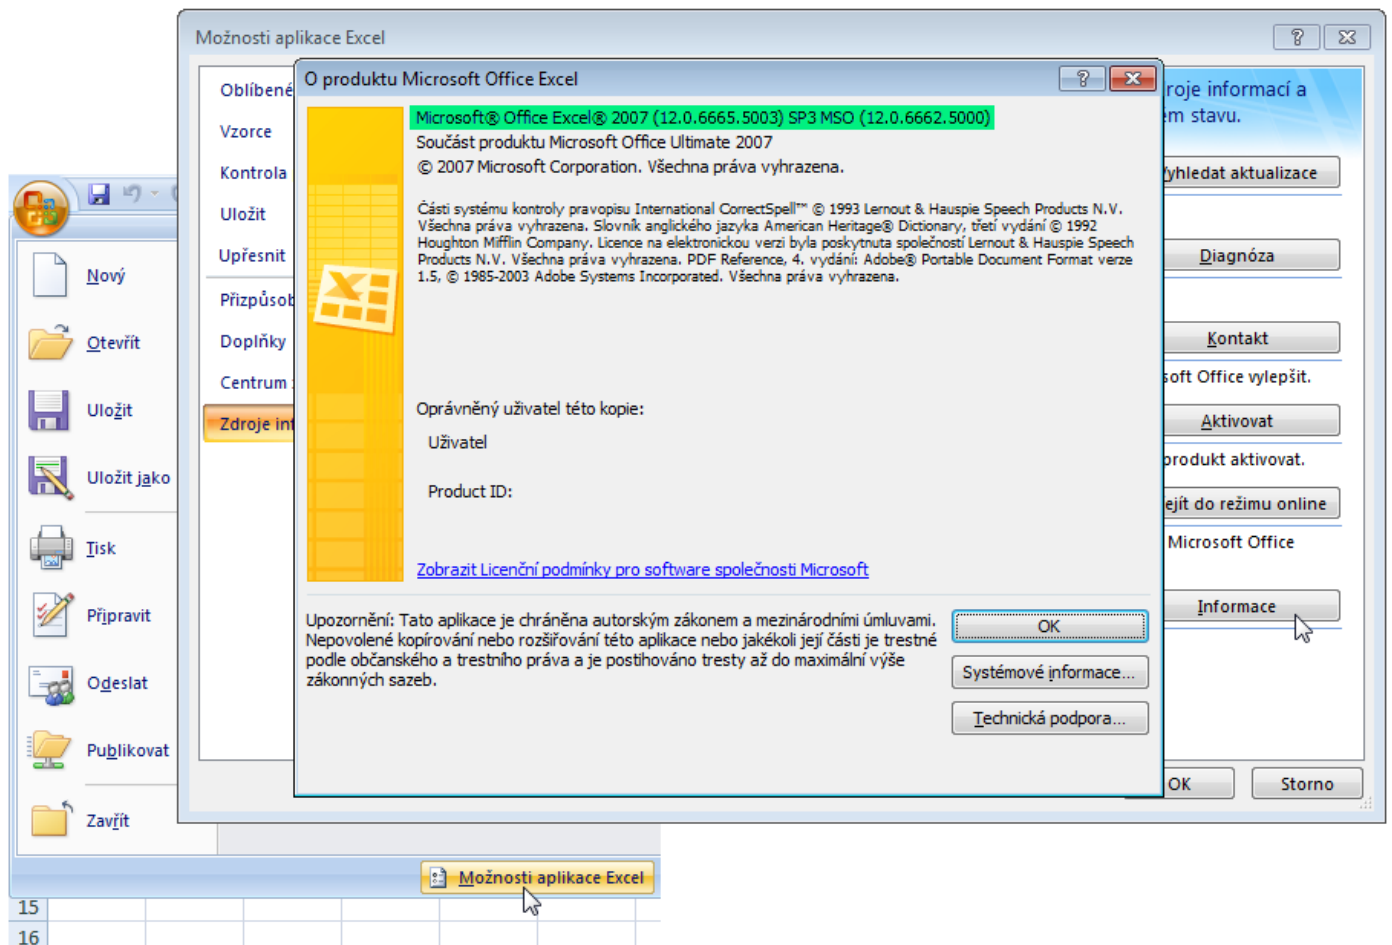 Možnosti aplikace Excel
O produktu Microsoft Office Excel
Oblíbené
Vzorce
Kontrola
Uložit
Upřesnit
Přizpůsob
Doplňky
Centrum
Zdroje inf
Microsoft® Office Excel® 2007 (12.0.6665.5003) SP3 MSO (12.0.6662.5000)
Součást produktu Microsoft Office Ultimate 2007
© 2007 Microsoft Corporation. Všechna práva vyhrazena.
Části systému kontroly pravopisu International CorrectSpell™ © 1993 Lernout & Hauspie Speech Products N.V.
Všechna práva vyhrazena. Slovník anglického jazyka American Heritage® Dictionary, třetí vydání © 1992
Houghton Mifflin Company. Licence na elektronickou verzi byla poskytnuta společností Lernout & Hauspie Speech
Products N.V. Všechna práva vyhrazena. PDF Reference, 4. vydání: Adobe® Portable Document Format verze
1.5, © 1985-2003 Adobe Systems Incorporated. Všechna práva vyhrazena.
Oprávněný uživatel této kopie:
Uživatel
Product ID:
Zobrazit Licenční podmínky pro software společnosti Microsoft
Upozornění: Tato aplikace je chráněna autorským zákonem a mezinárodními úmluvami.
Nepovolené kopírování nebo rozšiřování této aplikace nebo jakékoli její části je trestné
podle občanského a trestního práva a je postihováno tresty až do maximální výše
zákonných sazeb.
OK
Systémové informace...
Technická podpora...
roje informací a
em stavu.
yhledat aktualizace
Diagnóza
Kontakt
soft Office vylepšit.
Aktivovat
produkt aktivovat.
ejít do režimu online
Microsoft Office
Informace
OK
Storno
Nový
Otevřít
Uložit
Uložit jako
Tisk
Připravit
Odeslat
Publikovat
Zavřít
Možnosti aplikace Excel
15
16